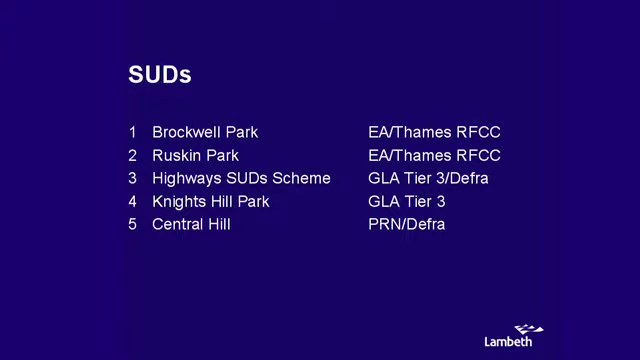 SUDs
1 Brockwell Park EA/Thames RFCC
2 Ruskin Park EA/Thames RFCC
3 Highways SUDs Scheme GLA Tier 3/Defra
4 Knights Hill Park GLA Tier 3
5 Central Hill PRN/Defra
Lambeth